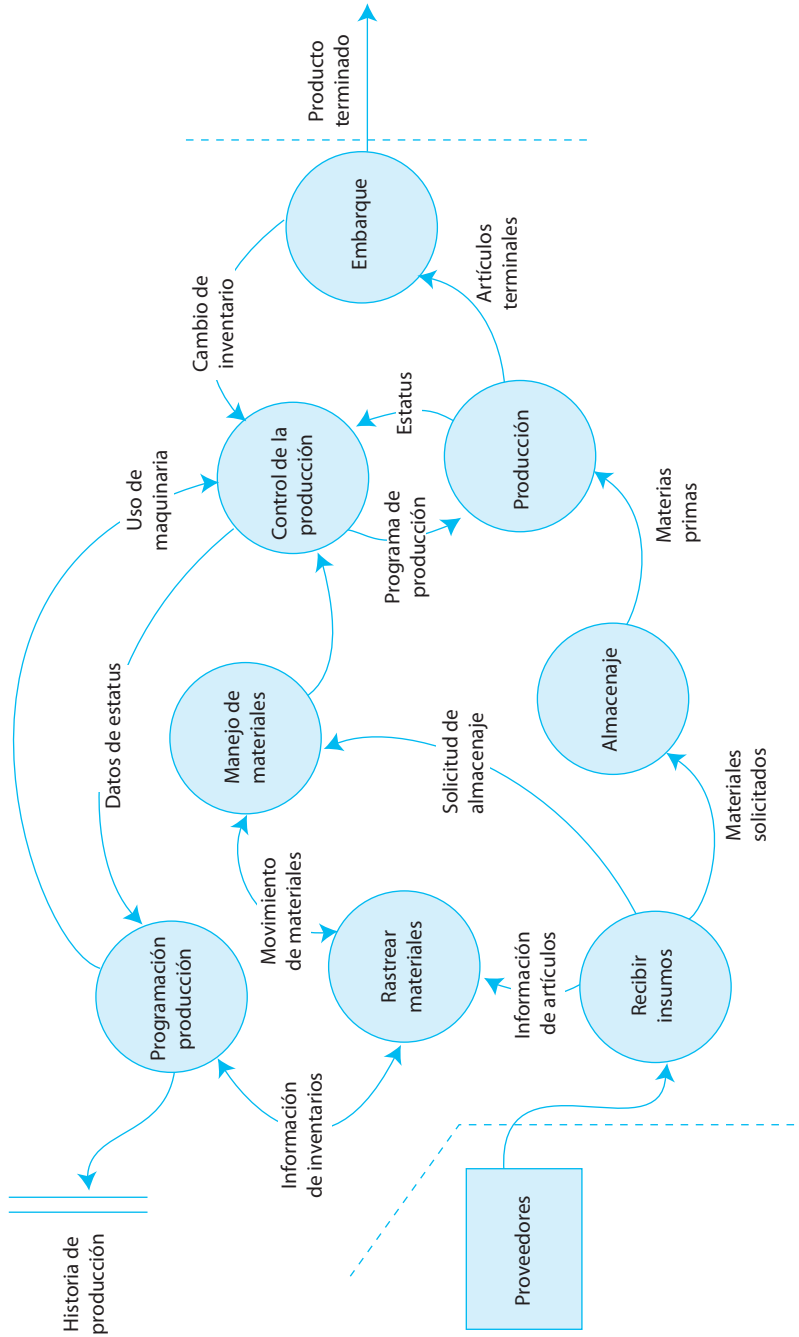 Historia de
producción
Programación
producción
Datos de estatus
Uso de
maquinaria
Cambio de
inventario
Producto
terminado
Información
de inventarios
Movimiento
de materiales
Manejo de
materiales
Control de la
producción
Embarque
Rastrear
materiales
Programa de
producción
Estatus
Artículos
terminales
Solicitud de
almacenaje
Producción
Proveedores
Información
de artículos
Recibir
insumos
Almacenaje
Materias
primas
Materiales
solicitados